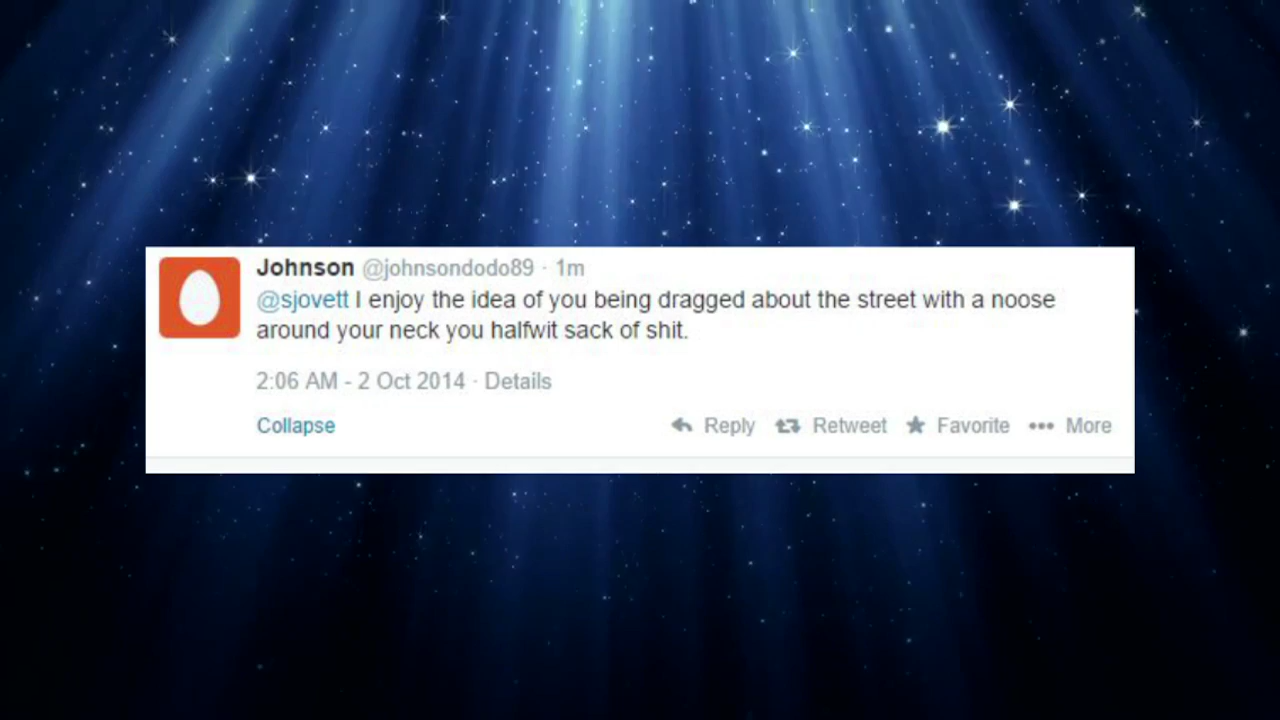 Johnson @johnsondodo89 · 1m
@sjovett I enjoy the idea of you being dragged about the street with a noose
around your neck you halfwit sack of shit.
2:06 AM - 2 Oct 2014 · Details
Collapse Reply Retweet Favorite More